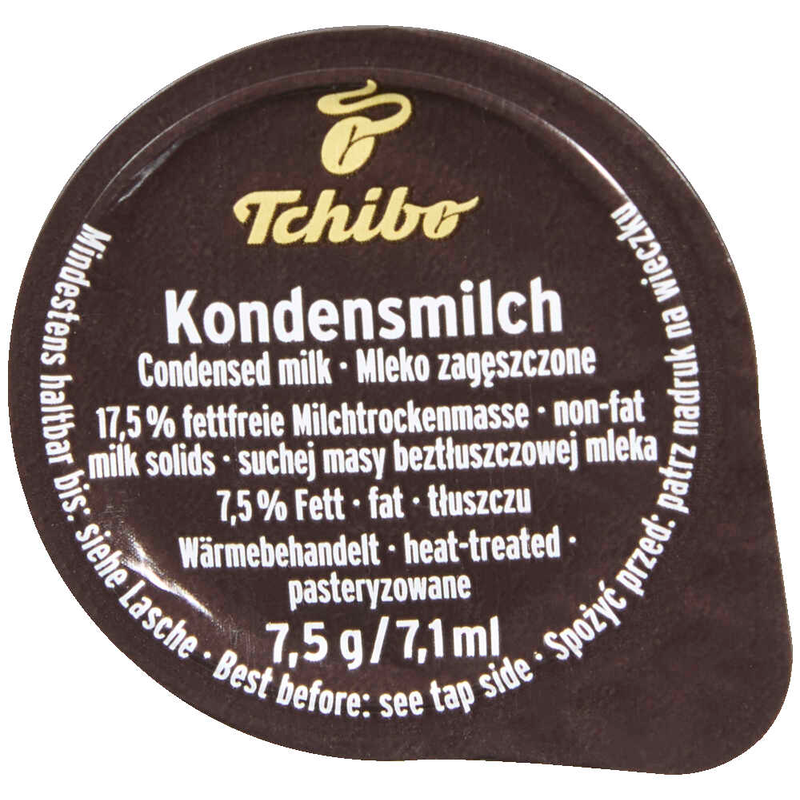 Tchibo
Kondensmilch
Condensed milk · Mleko zagęszczone
17,5 % fettfreie Milchtrockenmasse · non-fat
milk solids · suchej masy beztłuszczowej mleka
7,5 % Fett · fat · tłuszczu
Wärmebehandelt · heat-treated ·
pasteryzowane
7,5 g / 7,1 ml
Mindestens haltbar bis: siehe Lasche · Best before: see tap side · Spożyć przed: patrz nadruk na wieczku